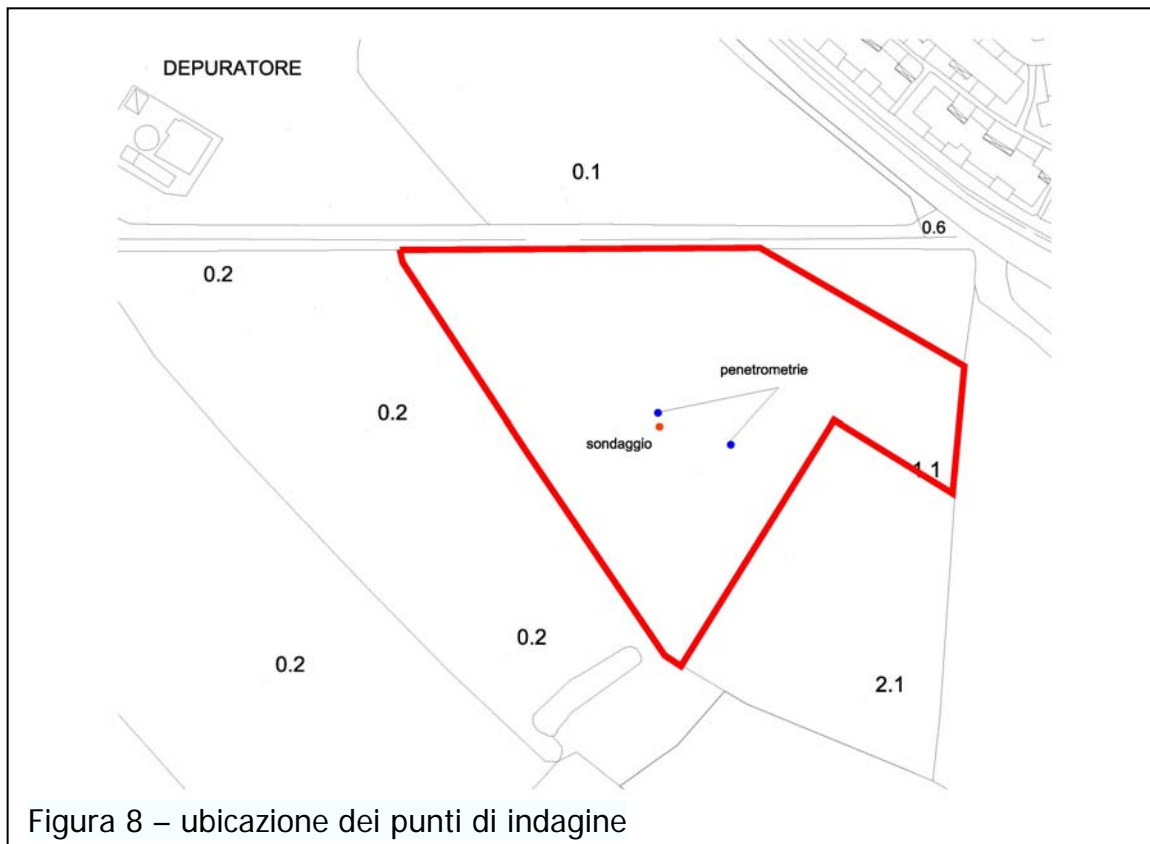 DEPURATORE
0.1
0.6
0.2
penetrometrie
0.2
sondaggio
1.1
0.2
0.2
2.1
Figura 8 – ubicazione dei punti di indagine